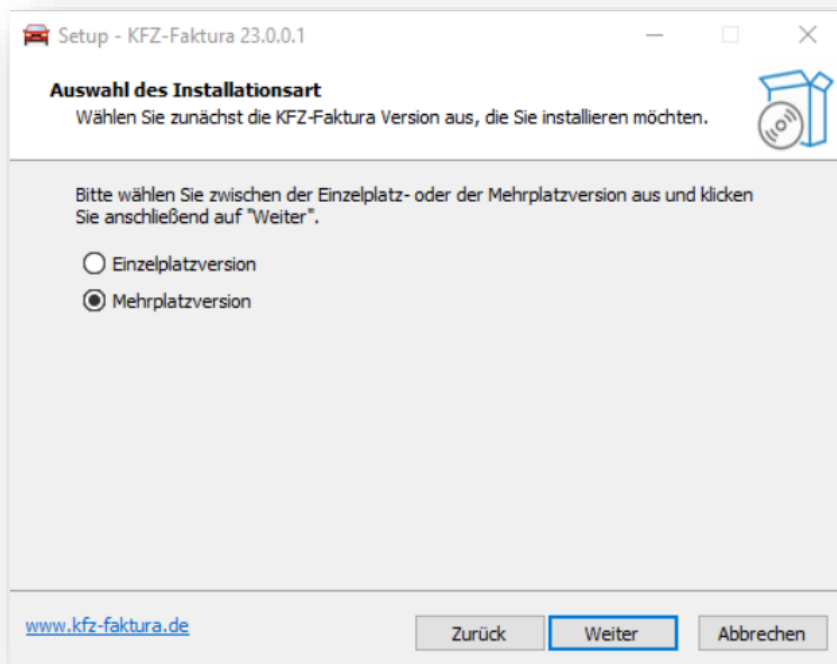 Setup - KFZ-Faktura 23.0.0.1
Auswahl des Installationsart
Wählen Sie zunächst die KFZ-Faktura Version aus, die Sie installieren möchten.
Bitte wählen Sie zwischen der Einzelplatz- oder der Mehrplatzversion aus und klicken
Sie anschließend auf "Weiter".
Einzelplatzversion
Mehrplatzversion
www.kfz-faktura.de
Zurück
Weiter
Abbrechen